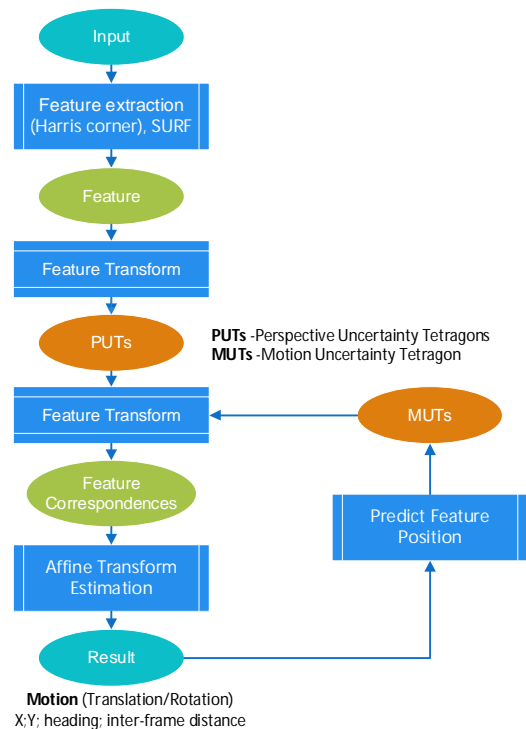 Input
Feature extraction
(Harris corner), SURF
Feature
Feature Transform
PUTs
PUTs -Perspective Uncertainty Tetragons
MUTs -Motion Uncertainty Tetragon
Feature Transform
MUTs
Feature
Correspondences
Predict Feature
Position
Affine Transform
Estimation
Result
Motion (Translation/Rotation)
X;Y; heading; inter-frame distance